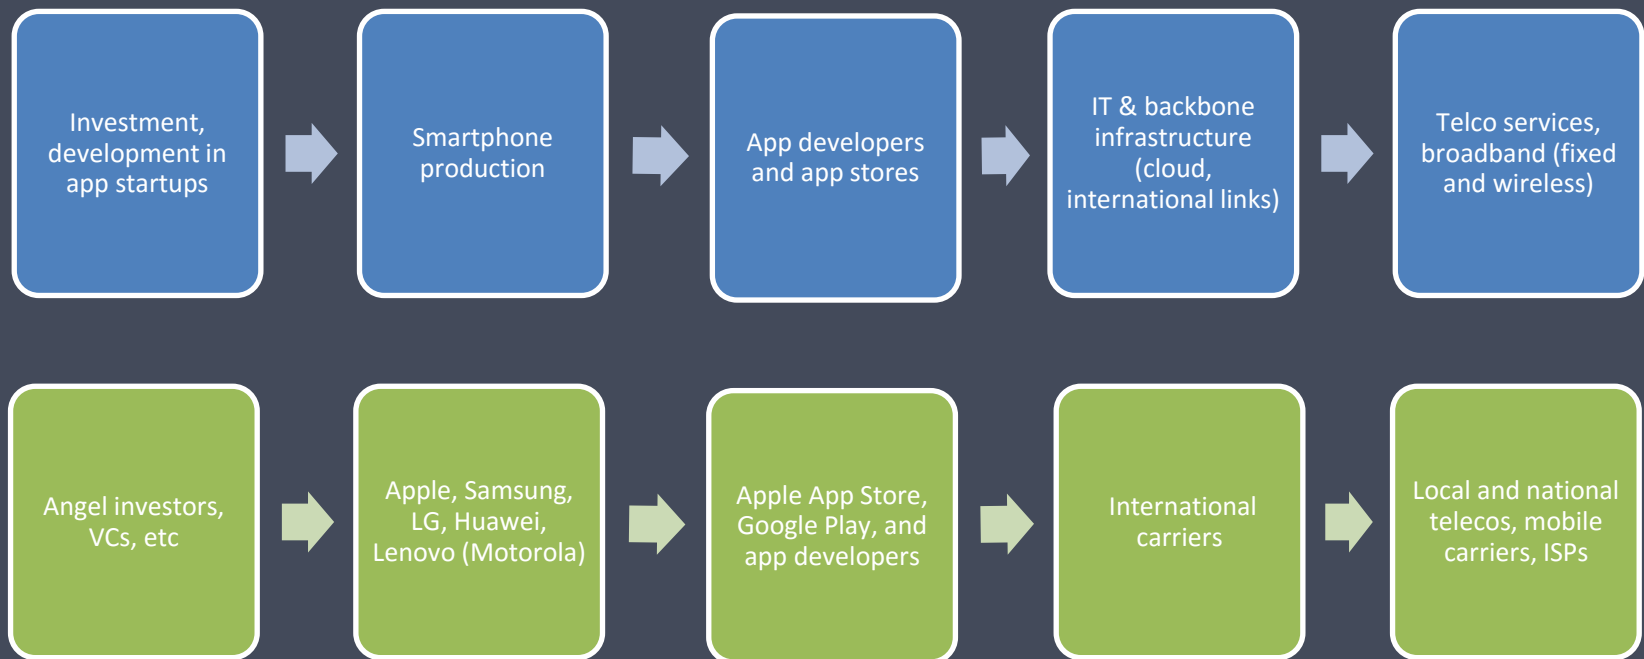 Investment,
development in
app startups
Smartphone
production
App developers
and app stores
IT & backbone
infrastructure
(cloud,
international links)
Telco services,
broadband (fixed
and wireless)
Angel investors,
VCs, etc
Apple, Samsung,
LG, Huawei,
Lenovo (Motorola)
Apple App Store,
Google Play, and
app developers
International
carriers
Local and national
telecos, mobile
carriers, ISPs